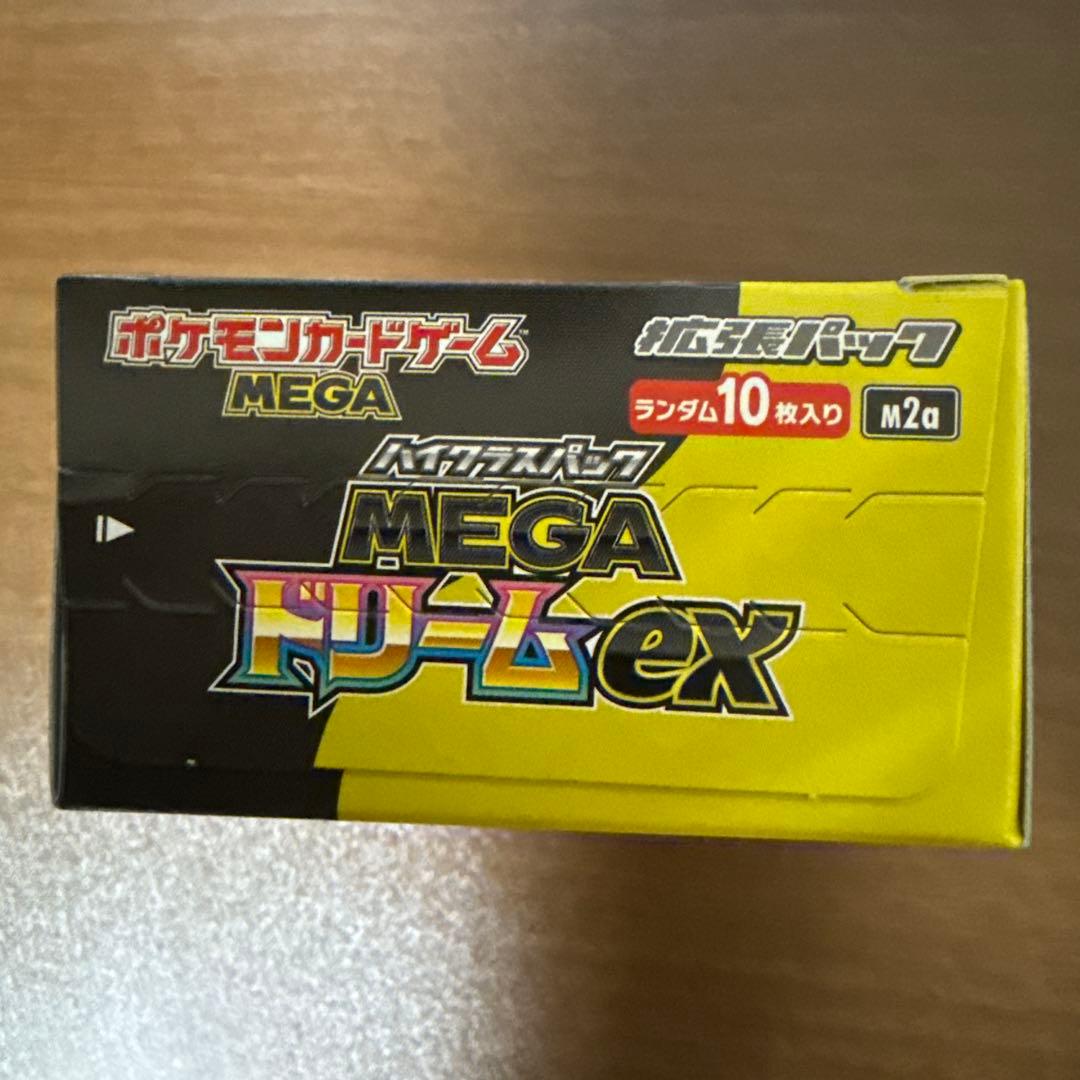 ポケモンカードゲーム™
MEGA
拡張パック
ランダム10枚入り
M2a
ハイクラスパック
MEGA
ドリームex